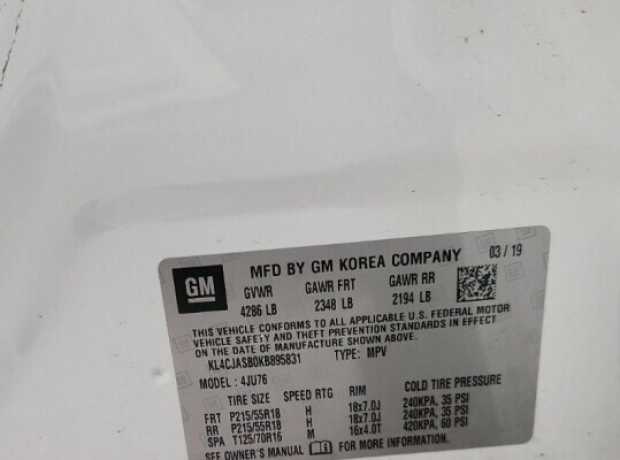 GM
MFD BY GM KOREA COMPANY 03 / 19
GVWR GAWR FRT GAWR RR
4286 LB 2348 LB 2194 LB
THIS VEHICLE CONFORMS TO ALL APPLICABLE U.S. FEDERAL MOTOR
VEHICLE SAFETY AND THEFT PREVENTION STANDARDS IN EFFECT
ON THE DATE OF MANUFACTURE SHOWN ABOVE.
KL4CJASB0KB895831 TYPE: MPV
MODEL : 4JU76
TIRE SIZE SPEED RTG RIM COLD TIRE PRESSURE
FRT P215/55R18 H 18x7.0J 240KPA, 35 PSI
RR P215/55R18 H 18x7.0J 240KPA, 35 PSI
SPA T125/70R16 M 16x4.0T 420KPA, 60 PSI
SEE OWNER'S MANUAL FOR MORE INFORMATION